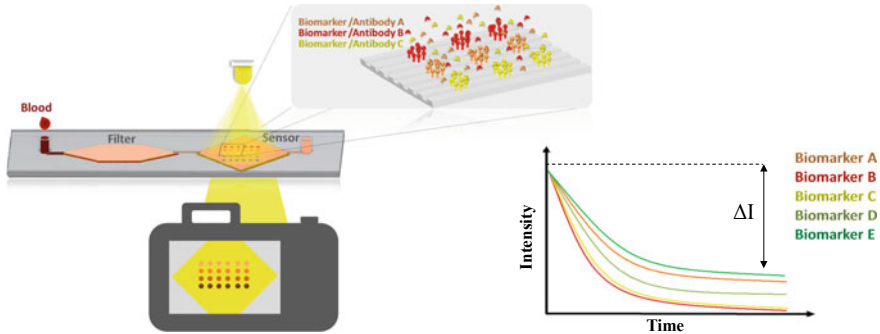 Biomarker /Antibody A
Biomarker /Antibody B
Biomarker /Antibody C
Blood
Filter
Sensor
Intensity
Time
ΔI
Biomarker A
Biomarker B
Biomarker C
Biomarker D
Biomarker E